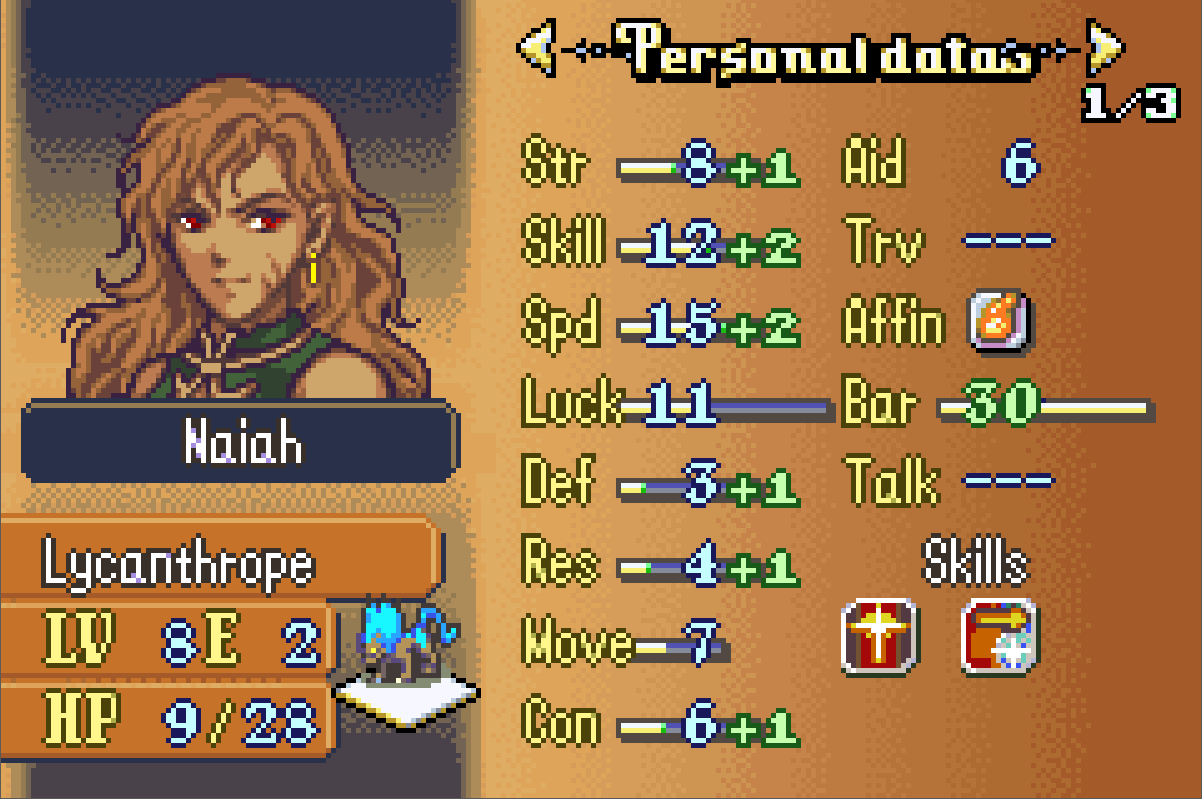 Personal datas
1/3
Str 8+1 Aid 6
Skill 12+2 Trv ---
Spd 15+2 Affin
Luck 11 Bar 30
Naiah
Def 3+1 Talk ---
Lycanthrope
Res 4+1 Skills
LV 8 E 2
Move 7
HP 9/28
Con 6+1